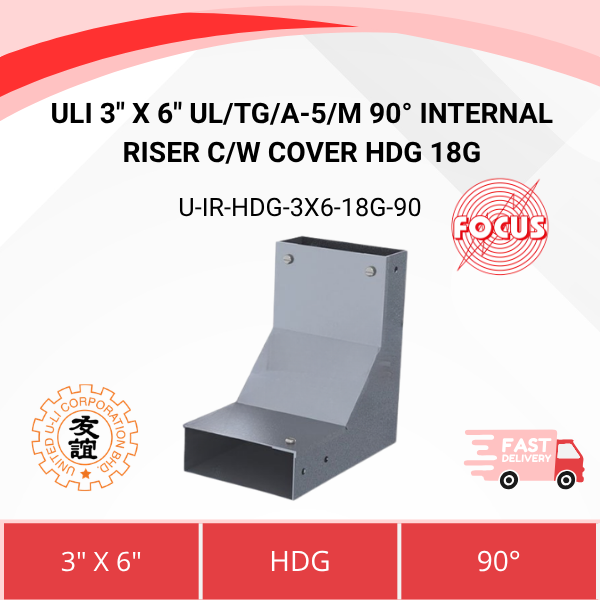 ULI 3" X 6" UL/TG/A-5/M 90° INTERNAL
RISER C/W COVER HDG 18G
U-IR-HDG-3X6-18G-90
FOCUS
UNITED U-LI CORPORATION BHD
友
誼
FAST
DELIVERY
3" X 6"
HDG
90°